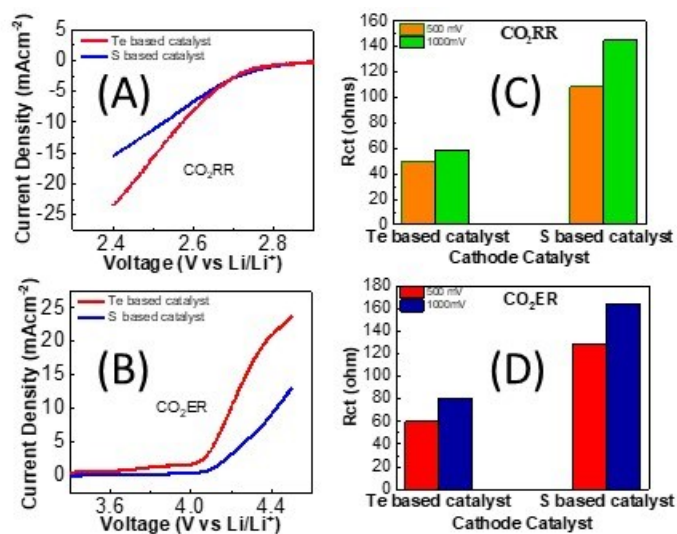 Current Density (mAcm⁻²)
5
0
-5
-10
-15
-20
-25
Te based catalyst
S based catalyst
(A)
CO₂RR
2.4
2.6
2.8
Voltage (V vs Li/Li⁺)
Rct (ohms)
160
140
120
100
80
60
40
20
0
500 mV
1000mV
CO₂RR
(C)
Te based catalyst
S based catalyst
Cathode Catalyst
Current Density (mAcm⁻²)
25
20
15
10
5
0
Te based catalyst
S based catalyst
(B)
CO₂ER
3.6
4.0
4.4
Voltage (V vs Li/Li⁺)
Rct (ohm)
180
160
140
120
100
80
60
40
20
0
500 mV
1000mV
CO₂ER
(D)
Te based catalyst
S based catalyst
Cathode Catalyst